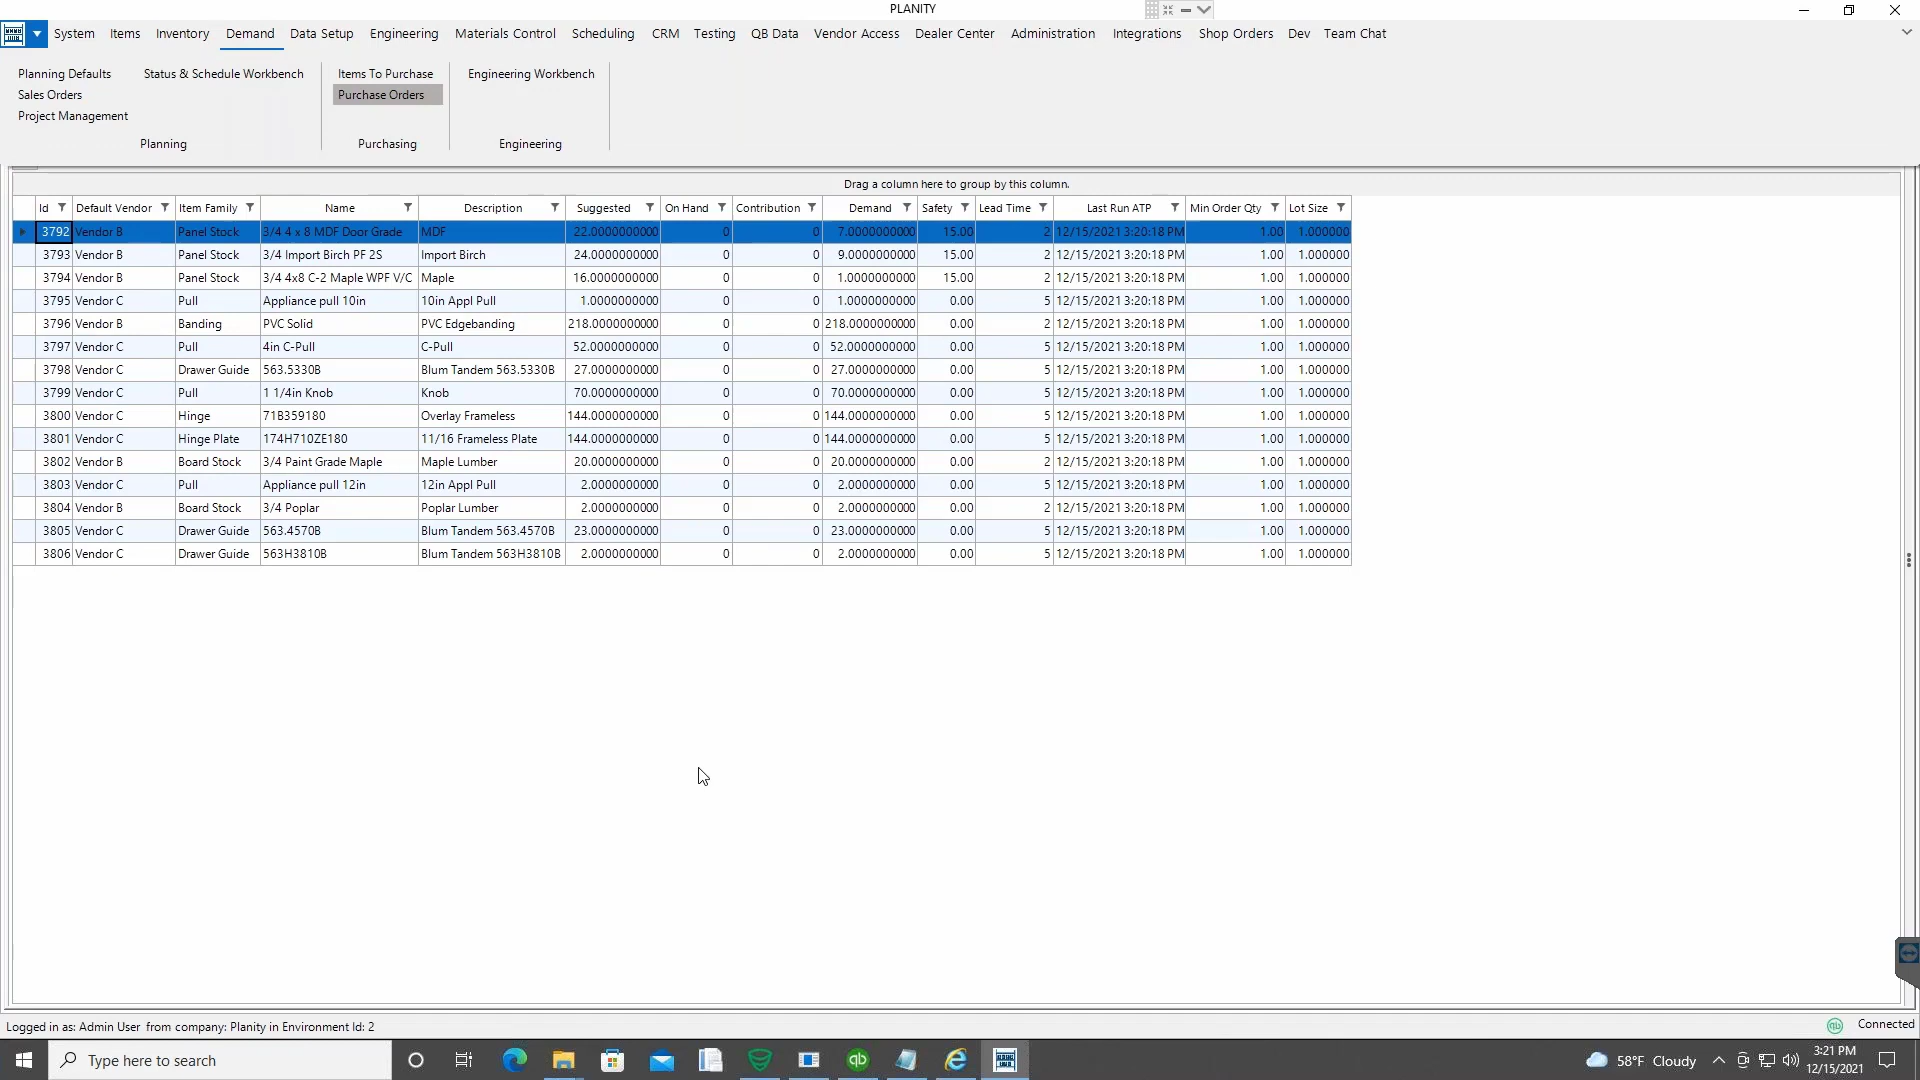 PLANITY
System Items Inventory Demand Data Setup Engineering Materials Control Scheduling CRM Testing QB Data Vendor Access Dealer Center Administration Integrations Shop Orders Dev Team Chat
Planning Defaults Status & Schedule Workbench Items To Purchase Engineering Workbench
Sales Orders Purchase Orders
Project Management
Planning Purchasing Engineering
Drag a column here to group by this column.
Id Default Vendor Item Family Name Description Suggested On Hand Contribution Demand Safety Lead Time Last Run ATP Min Order Qty Lot Size
3792 Vendor B Panel Stock 3/4 4 x 8 MDF Door Grade MDF 22.0000000000 0 0 7.0000000000 15.00 2 12/15/2021 3:20:18 PM 1.00 1.000000
3793 Vendor B Panel Stock 3/4 Import Birch PF 2S Import Birch 24.0000000000 0 0 9.0000000000 15.00 2 12/15/2021 3:20:18 PM 1.00 1.000000
3794 Vendor B Panel Stock 3/4 4x8 C-2 Maple WPF V/C Maple 16.0000000000 0 0 1.0000000000 15.00 2 12/15/2021 3:20:18 PM 1.00 1.000000
3795 Vendor C Pull Appliance pull 10in 10in Appl Pull 1.0000000000 0 0 1.0000000000 0.00 5 12/15/2021 3:20:18 PM 1.00 1.000000
3796 Vendor B Banding PVC Solid PVC Edgebanding 218.0000000000 0 0 218.0000000000 0.00 2 12/15/2021 3:20:18 PM 1.00 1.000000
3797 Vendor C Pull 4in C-Pull C-Pull 52.0000000000 0 0 52.0000000000 0.00 5 12/15/2021 3:20:18 PM 1.00 1.000000
3798 Vendor C Drawer Guide 563.5330B Blum Tandem 563.5330B 27.0000000000 0 0 27.0000000000 0.00 5 12/15/2021 3:20:18 PM 1.00 1.000000
3799 Vendor C Pull 1 1/4in Knob Knob 70.0000000000 0 0 70.0000000000 0.00 5 12/15/2021 3:20:18 PM 1.00 1.000000
3800 Vendor C Hinge 71B359180 Overlay Frameless 144.0000000000 0 0 144.0000000000 0.00 5 12/15/2021 3:20:18 PM 1.00 1.000000
3801 Vendor C Hinge Plate 174H710ZE180 11/16 Frameless Plate 144.0000000000 0 0 144.0000000000 0.00 5 12/15/2021 3:20:18 PM 1.00 1.000000
3802 Vendor B Board Stock 3/4 Paint Grade Maple Maple Lumber 20.0000000000 0 0 20.0000000000 0.00 2 12/15/2021 3:20:18 PM 1.00 1.000000
3803 Vendor C Pull Appliance pull 12in 12in Appl Pull 2.0000000000 0 0 2.0000000000 0.00 5 12/15/2021 3:20:18 PM 1.00 1.000000
3804 Vendor B Board Stock 3/4 Poplar Poplar Lumber 2.0000000000 0 0 2.0000000000 0.00 2 12/15/2021 3:20:18 PM 1.00 1.000000
3805 Vendor C Drawer Guide 563.4570B Blum Tandem 563.4570B 23.0000000000 0 0 23.0000000000 0.00 5 12/15/2021 3:20:18 PM 1.00 1.000000
3806 Vendor C Drawer Guide 563H3810B Blum Tandem 563H3810B 2.0000000000 0 0 2.0000000000 0.00 5 12/15/2021 3:20:18 PM 1.00 1.000000
Logged in as: Admin User from company: Planity in Environment Id: 2 qb Connected
Type here to search qb 58°F Cloudy 3:21 PM
12/15/2021